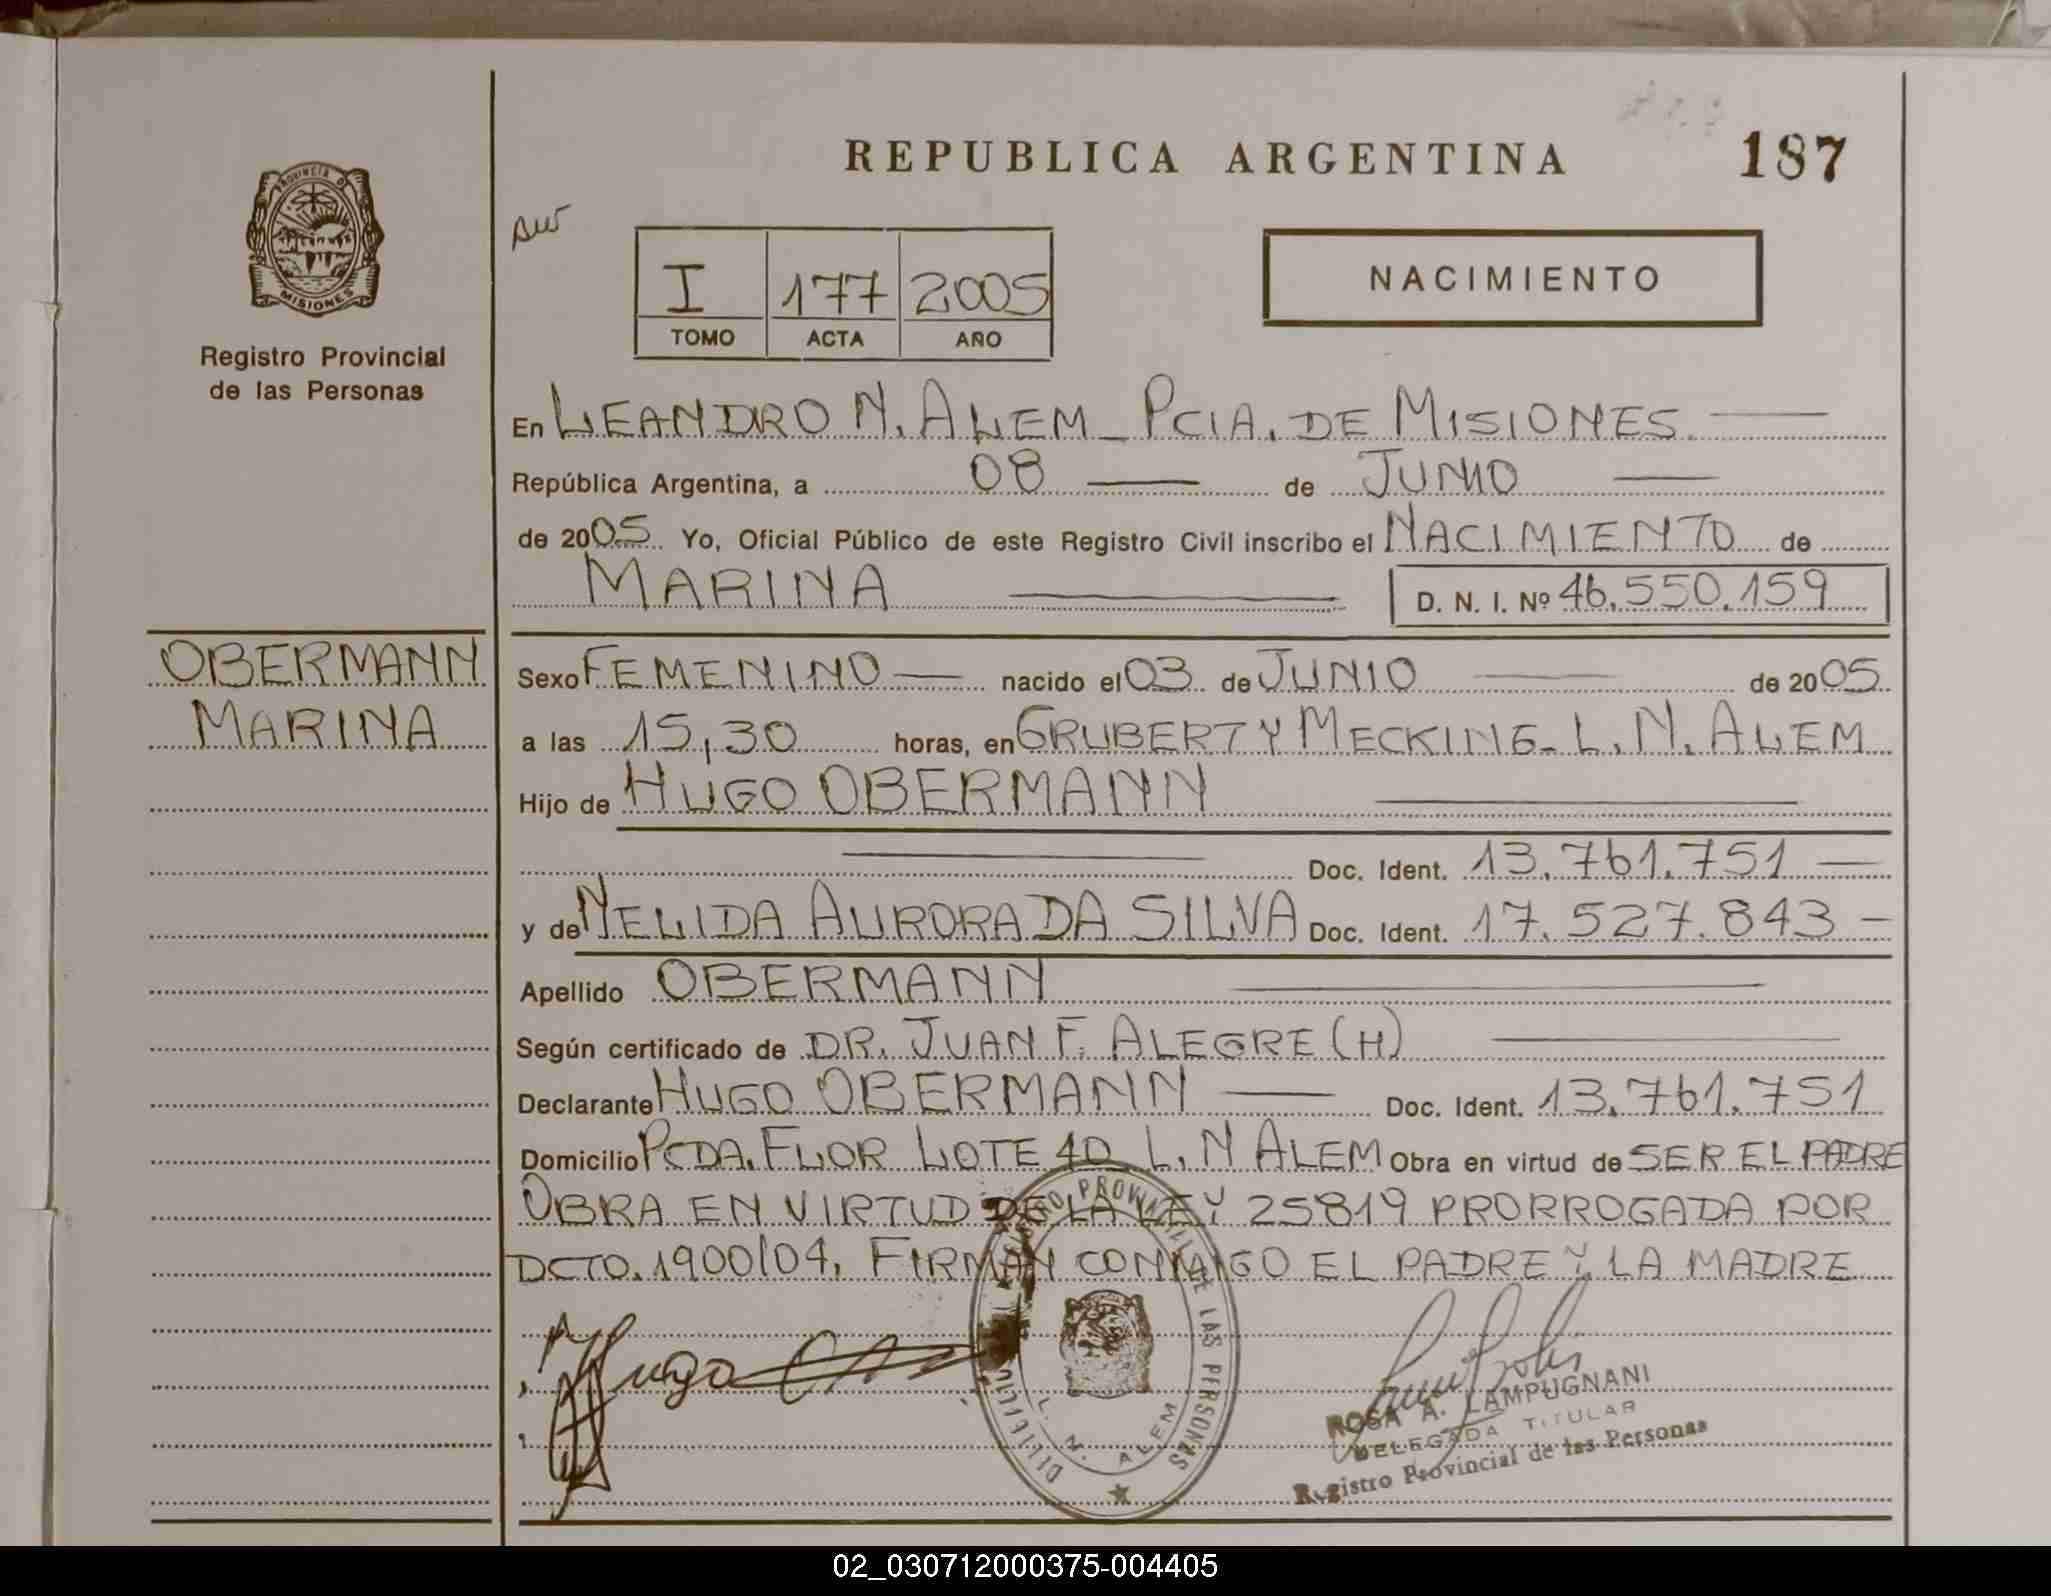 REPUBLICA ARGENTINA
187
PROVINCIA DE
MISIONES
Registro Provincial
de las Personas
I 177 2005
TOMO ACTA AÑO
NACIMIENTO
En LEANDRO N. ALEM - PCIA. DE MISIONES.
República Argentina, a 08 de JUNIO
de 2005 Yo, Oficial Público de este Registro Civil inscribo el NACIMIENTO de
MARINA D. N. I. Nº 46.550.159
OBERMANN
MARINA
Sexo FEMENINO nacido el 03 de JUNIO de 2005
a las 15,30 horas, en GRUBERT Y MECKING - L. N. ALEM
Hijo de HUGO OBERMANN
Doc. Ident. 13.761.751
y de NELIDA AURORA DA SILVA Doc. Ident. 17.527.843
Apellido OBERMANN
Según certificado de DR. JUAN F. ALEGRE (H)
Declarante HUGO OBERMANN Doc. Ident. 13.761.751
Domicilio PCDA. FLOR LOTE 40 L. N ALEM Obra en virtud de SER EL PADRE
OBRA EN VIRTUD DE LA LEY 25819 PRORROGADA POR
DCTO. 1900/04, FIRMAN CONMIGO EL PADRE Y LA MADRE
Hugo
LAS PERSONAS
L. N. ALEM
ROSA A. LAMPUGNANI
DELEGADA TITULAR
Registro Provincial de las Personas
02_030712000375-004405